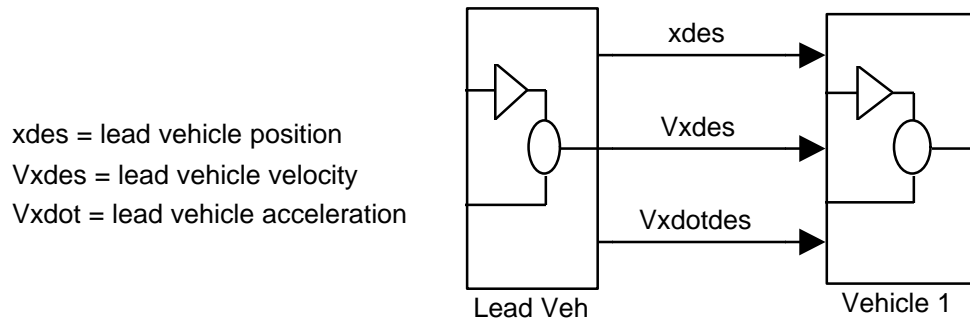 xdes = lead vehicle position
Vxdes = lead vehicle velocity
Vxdot = lead vehicle acceleration
xdes
Vxdes
Vxdotdes
Lead Veh
Vehicle 1